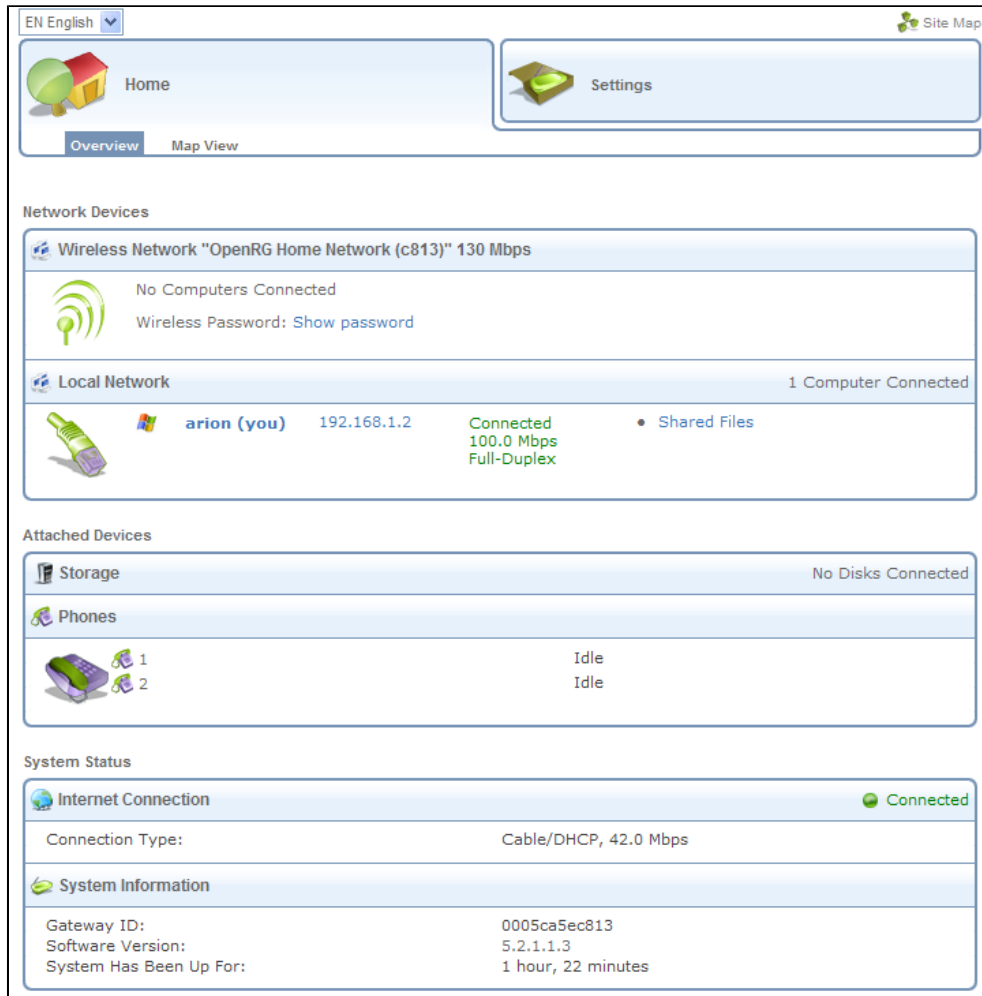 EN English
Site Map
Home
Settings
Overview Map View
Network Devices
Wireless Network "OpenRG Home Network (c813)" 130 Mbps
No Computers Connected
Wireless Password: Show password
Local Network 1 Computer Connected
arion (you) 192.168.1.2 Connected • Shared Files
100.0 Mbps
Full-Duplex
Attached Devices
Storage No Disks Connected
Phones
1 Idle
2 Idle
System Status
Internet Connection Connected
Connection Type: Cable/DHCP, 42.0 Mbps
System Information
Gateway ID: 0005ca5ec813
Software Version: 5.2.1.1.3
System Has Been Up For: 1 hour, 22 minutes